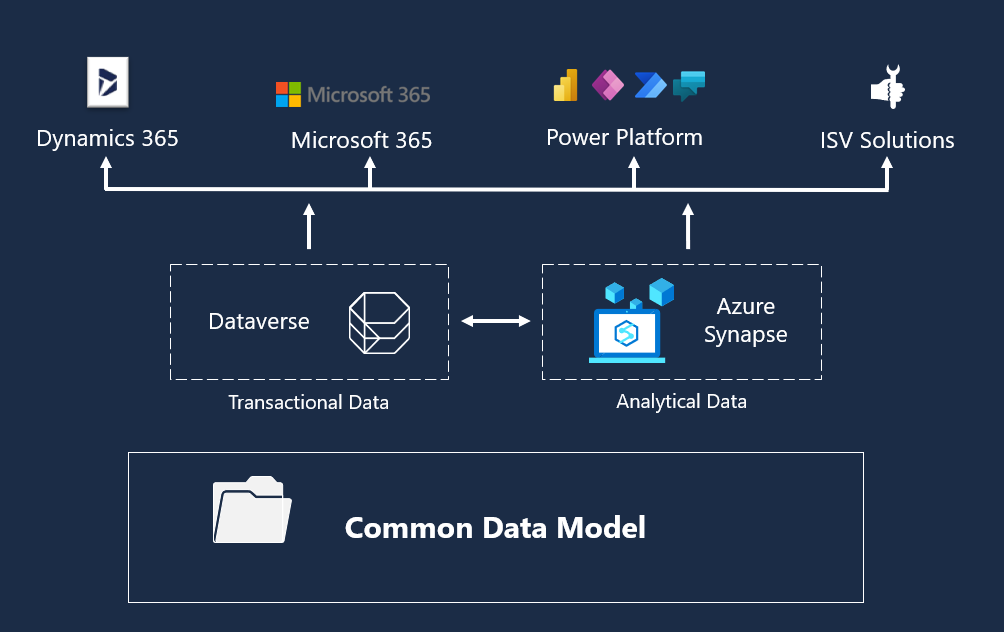 Microsoft 365
Dynamics 365
Microsoft 365
Power Platform
ISV Solutions
Dataverse
Azure
Synapse
Transactional Data
Analytical Data
Common Data Model